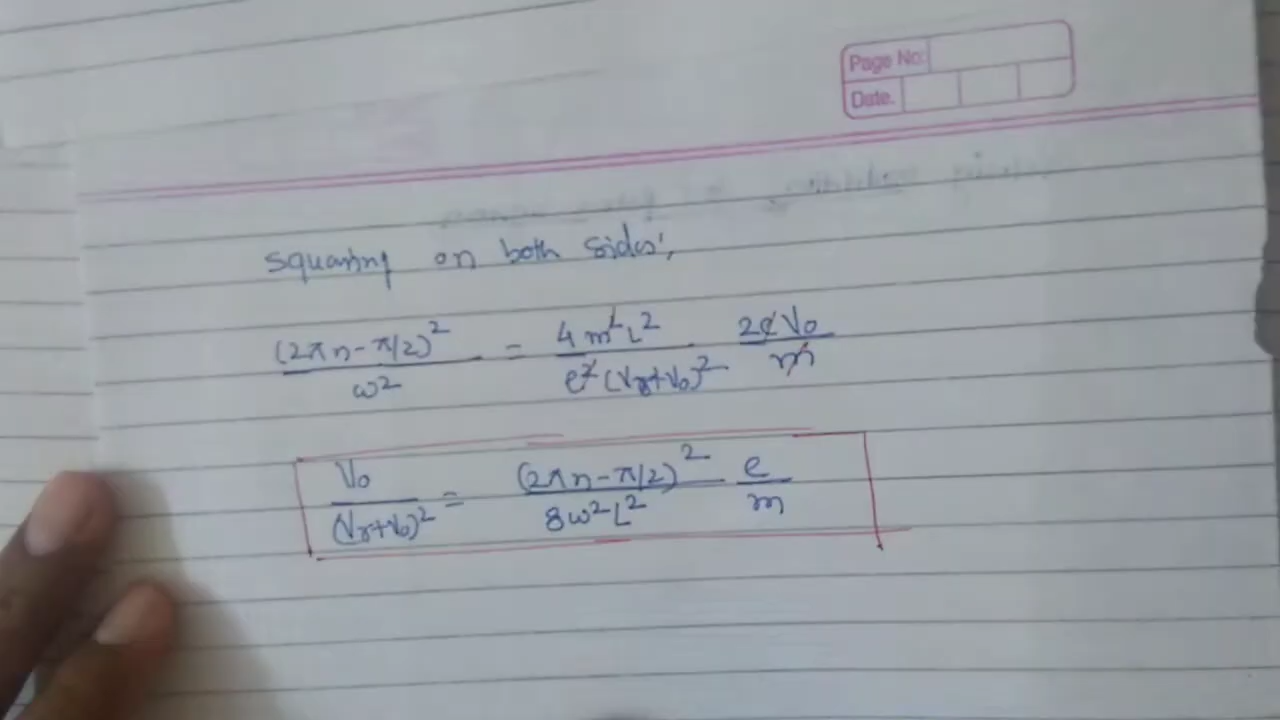 Page No:
Date.
squaring on both sides,
(2πn-π/2)²/ω² = 4m²L²/e²(Vr+V0)² 2eV0/m
V0/(Vr+V0)² = (2πn-π/2)²/8ω²L² e/m